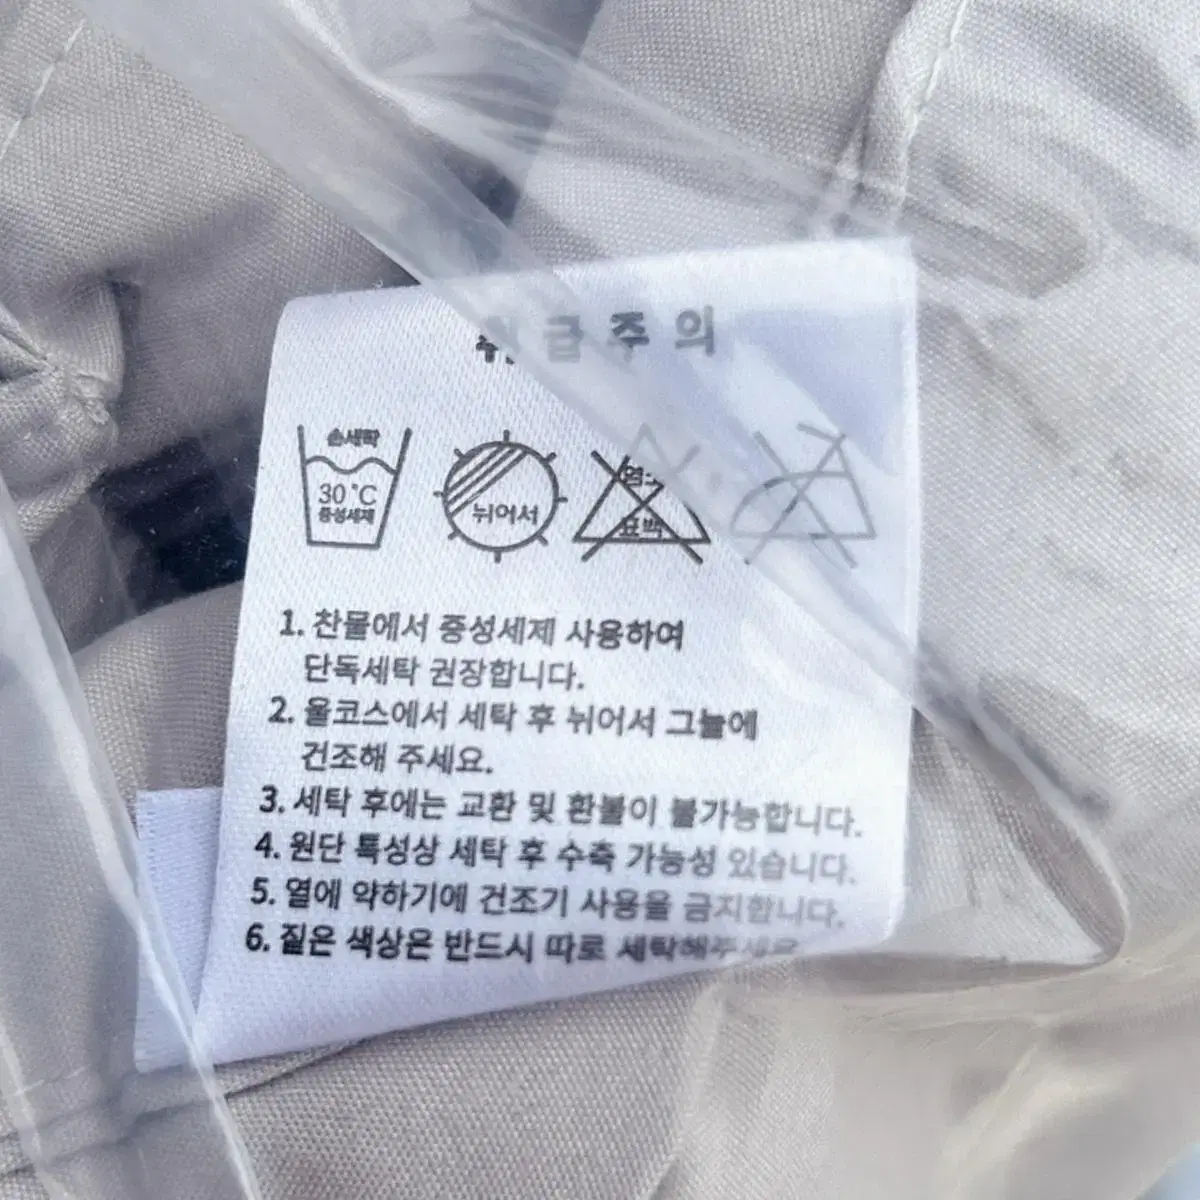 취급주의
손세탁
30 °C
중성세제
뉘어서
염소
표백
1. 찬물에서 중성세제 사용하여
단독세탁 권장합니다.
2. 울코스에서 세탁 후 뉘어서 그늘에
건조해 주세요.
3. 세탁 후에는 교환 및 환불이 불가능합니다.
4. 원단 특성상 세탁 후 수축 가능성 있습니다.
5. 열에 약하기에 건조기 사용을 금지합니다.
6. 짙은 색상은 반드시 따로 세탁해주세요